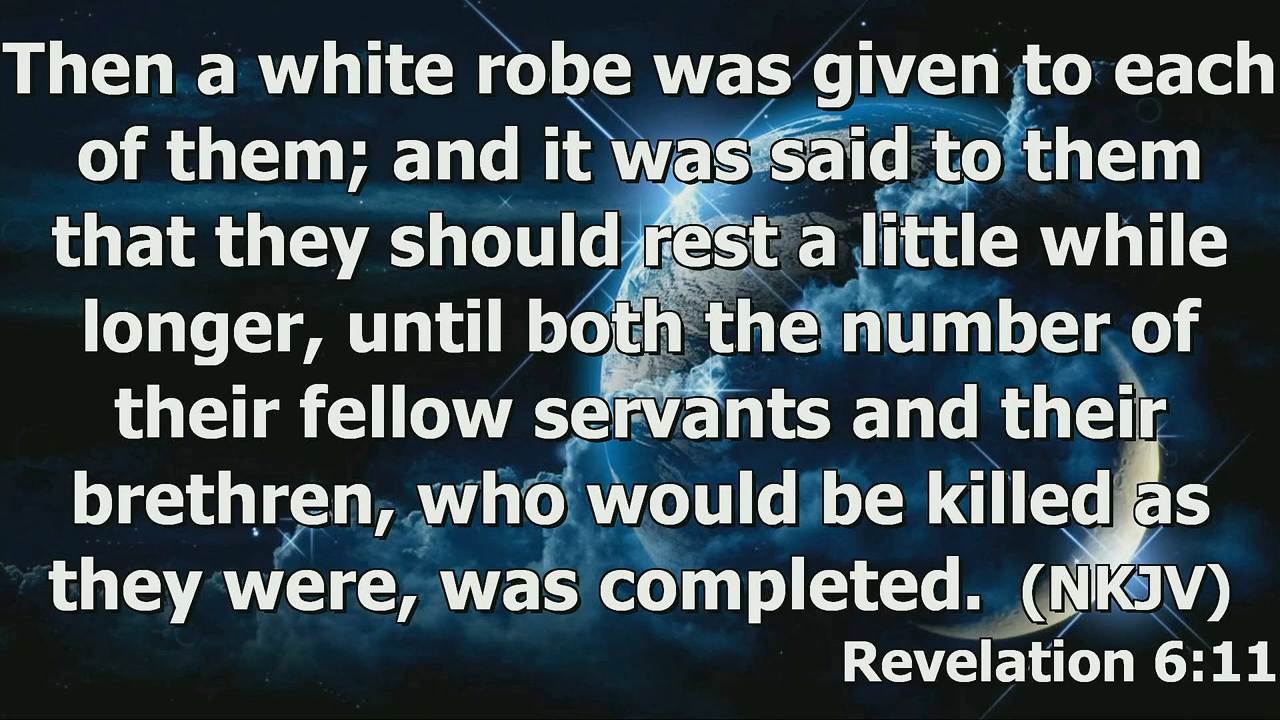 Then a white robe was given to each
of them; and it was said to them
that they should rest a little while
longer, until both the number of
their fellow servants and their
brethren, who would be killed as
they were, was completed.  (NKJV)
Revelation 6:11